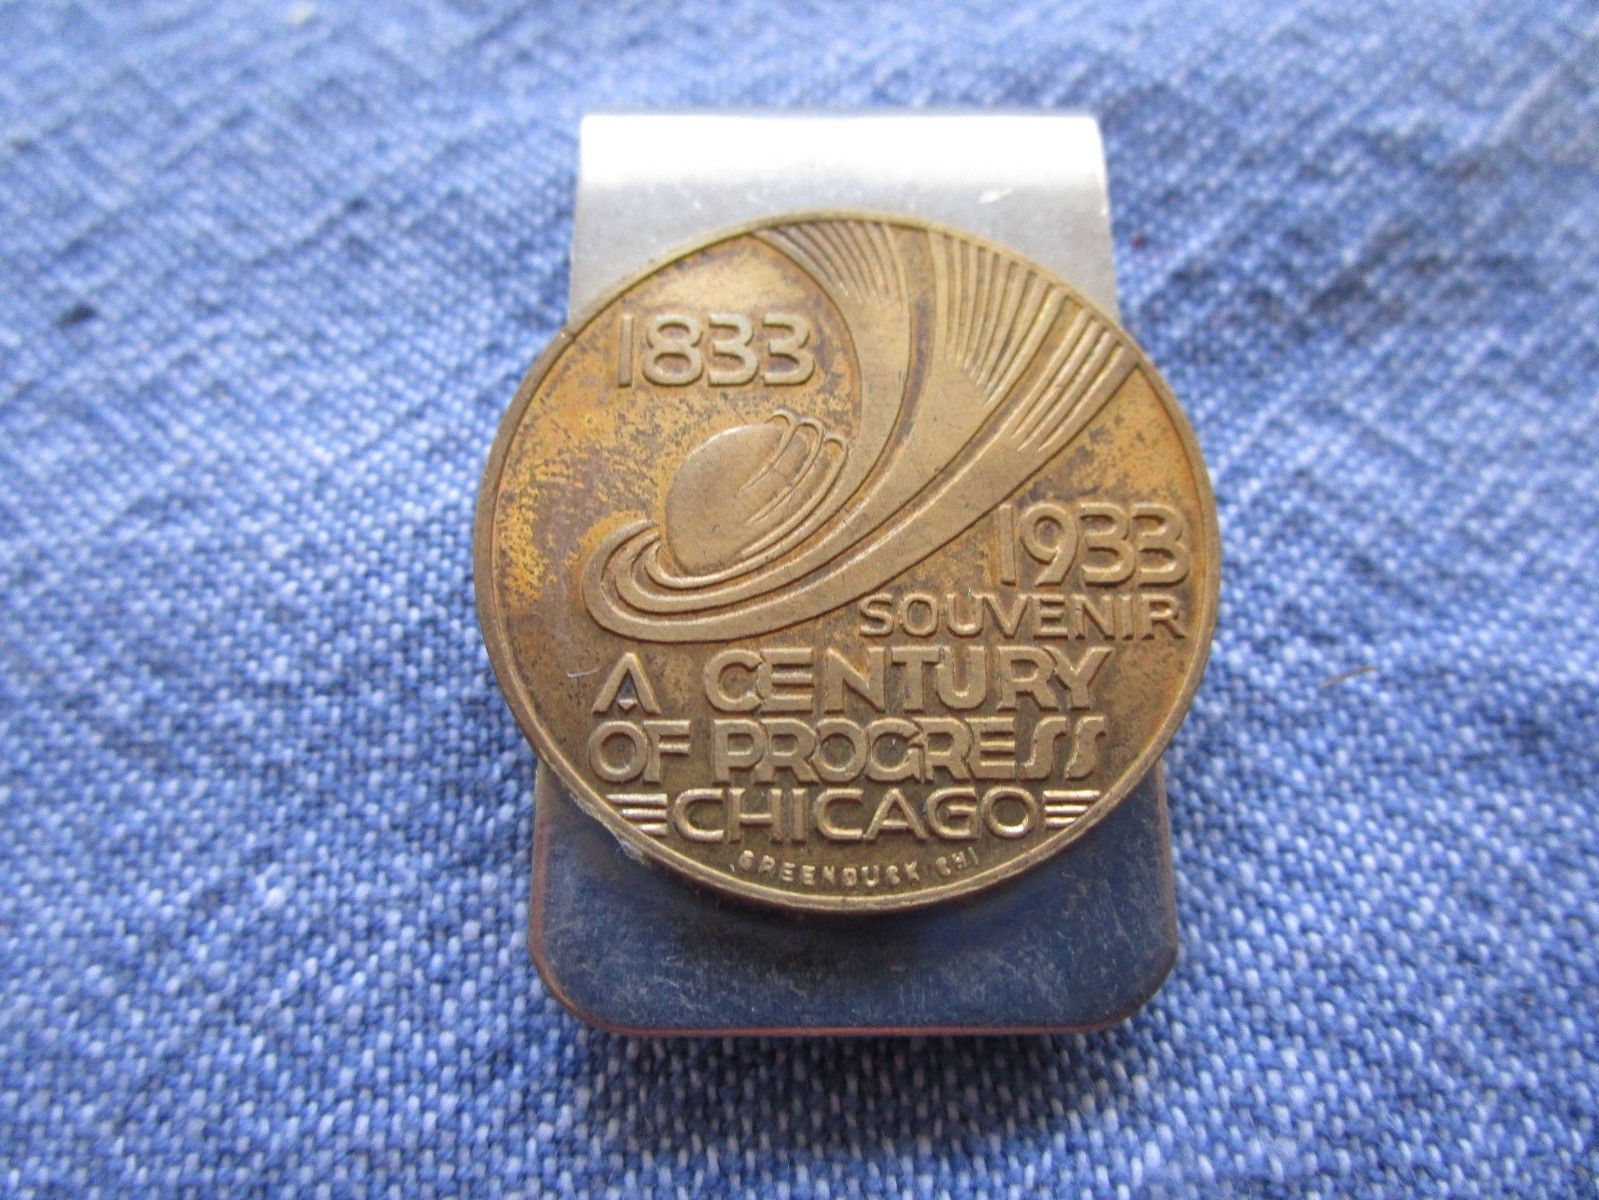 1833
1933
SOUVENIR
A CENTURY
OF PROGRESS
CHICAGO
GREENDUCK CHI